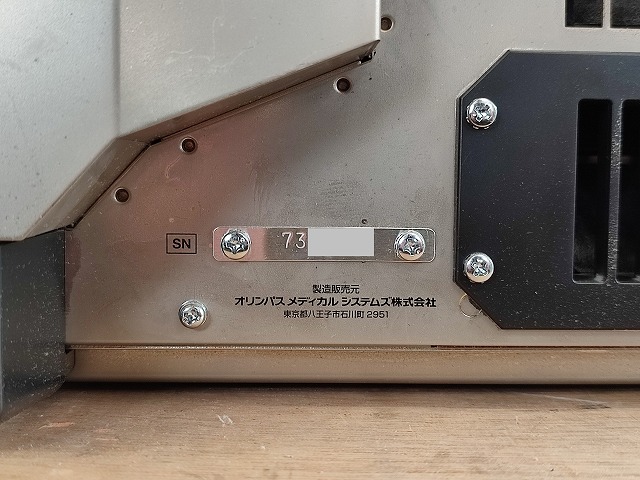 SN
73
製造販売元
オリンパス メディカル システムズ株式会社
東京都八王子市石川町 2951